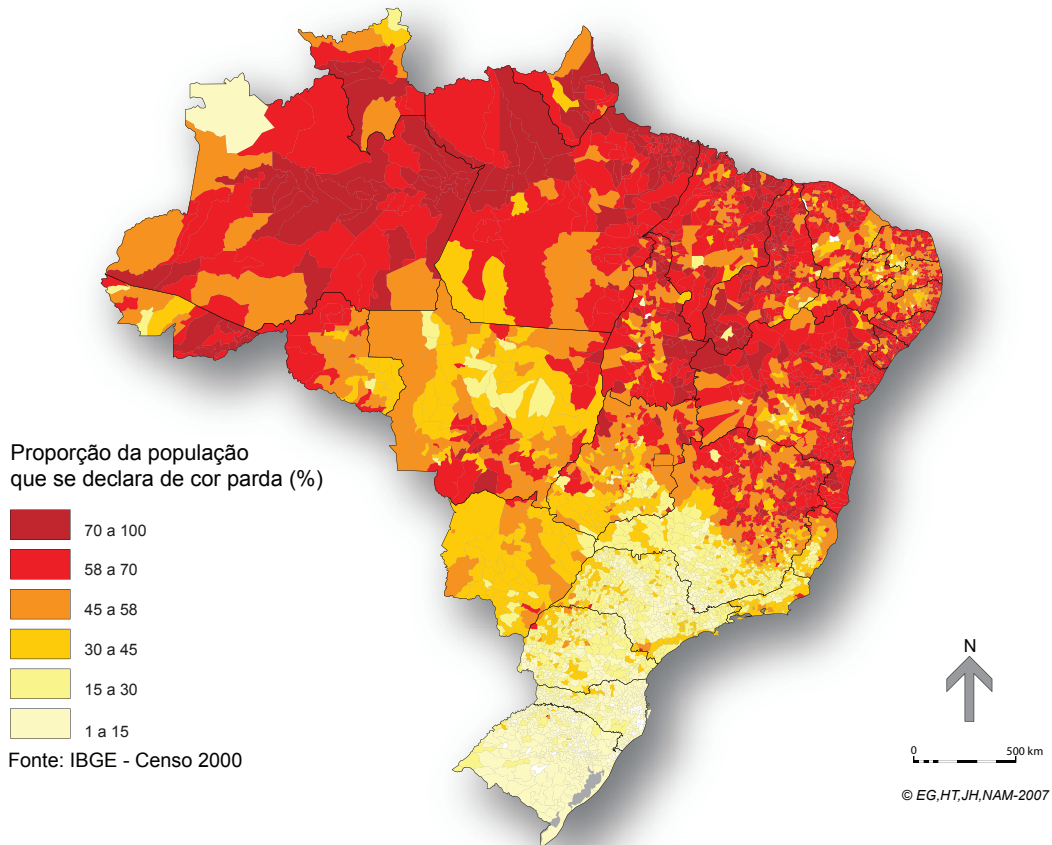 Proporção da população
que se declara de cor parda (%)
70 a 100
58 a 70
45 a 58
30 a 45
15 a 30
1 a 15
Fonte: IBGE - Censo 2000
N
0 500 km
© EG,HT,JH,NAM-2007